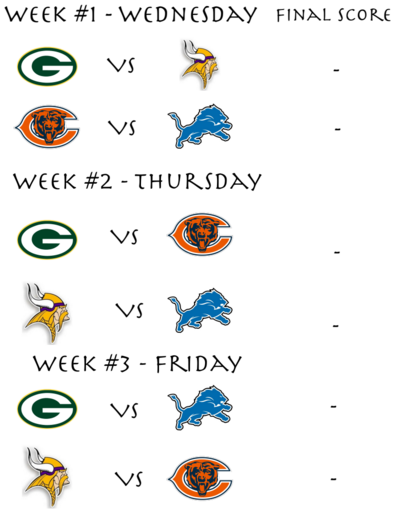 WEEK #1 - WEDNESDAY FINAL SCORE
G VS -
C VS -
WEEK #2 - THURSDAY
G VS C -
VS -
WEEK #3 - FRIDAY
G VS -
VS C -